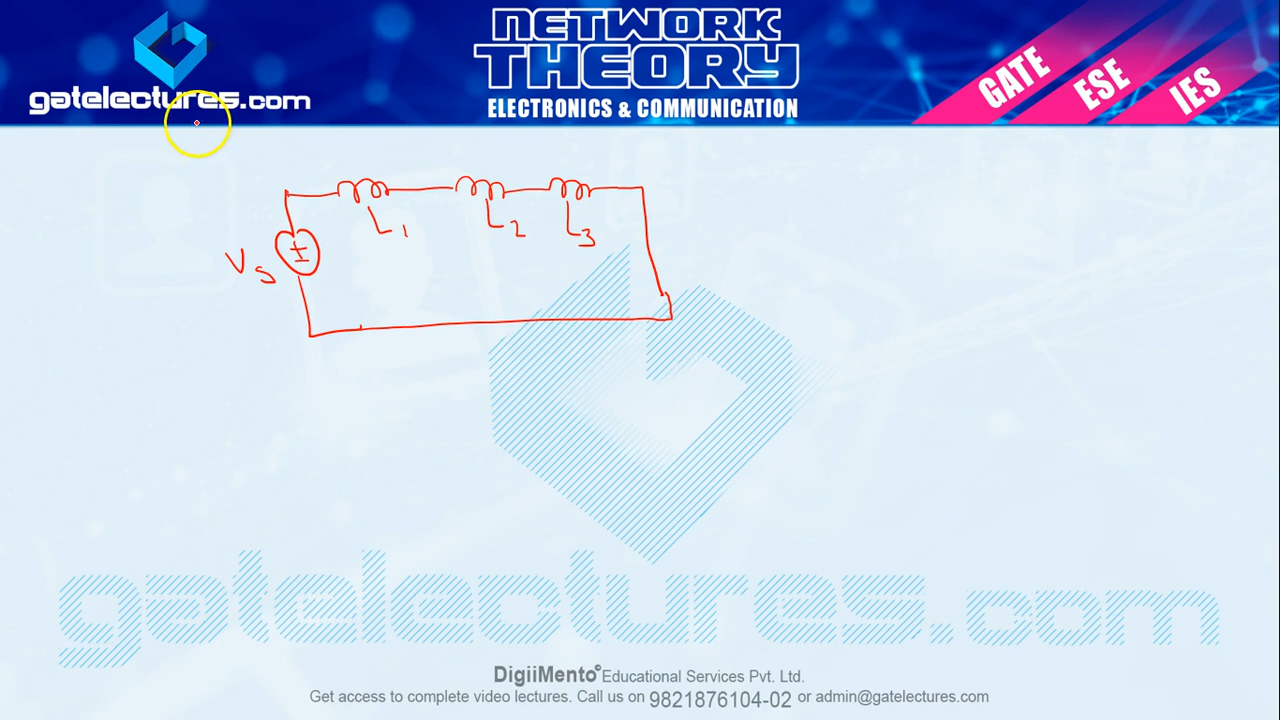 NETWORK
THEORY
ELECTRONICS & COMMUNICATION
gatelectures.com
GATE
ESE
IES
L1
L2
L3
Vs
±
gatelectures.com
DigiiMento© Educational Services Pvt. Ltd.
Get access to complete video lectures. Call us on 9821876104-02 or admin@gatelectures.com